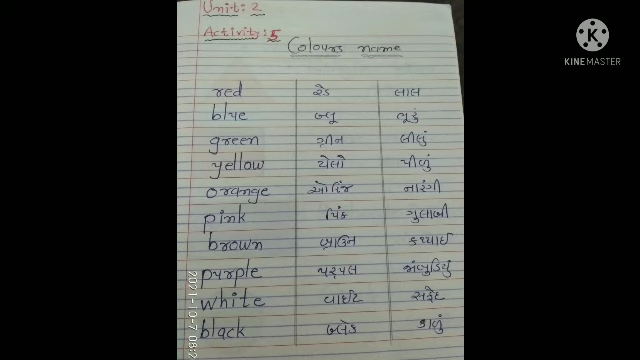 Unit: 2
Activity: 5
Colours name
red રેડ લાલ
blue બ્લૂ ભૂરું
green ગ્રીન લીલું
yellow યેલો પીળું
orange ઓરેંજ નારંગી
pink પિંક ગુલાબી
brown બ્રાઉન કથ્થાઈ
purple પરપલ જાંબુડિયું
white વાઈટ સફેદ
black બ્લેક કાળું
KINEMASTER